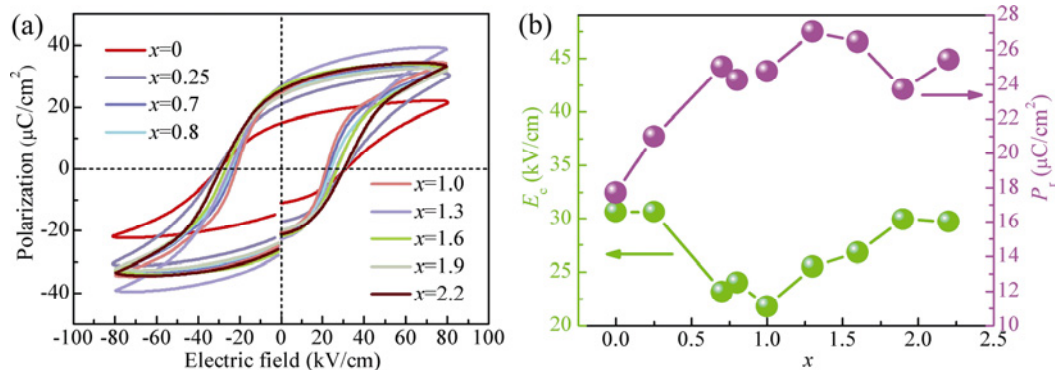 (a)
Polarization (μC/cm²)
40
20
0
-20
-40
x=0
x=0.25
x=0.7
x=0.8
x=1.0
x=1.3
x=1.6
x=1.9
x=2.2
-100 -80 -60 -40 -20 0 20 40 60 80 100
Electric field (kV/cm)
(b)
E_c (kV/cm)
45
40
35
30
25
20
28
26
24
22
20
18
16
14
12
10
P_r (μC/cm²)
0.0 0.5 1.0 1.5 2.0 2.5
x